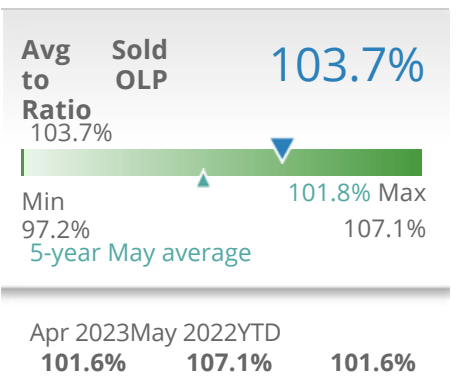 Avg Sold
to OLP
Ratio
103.7%
103.7%
101.8% Max
Min
97.2%
107.1%
5-year May average
Apr 2023May 2022YTD
101.6% 107.1% 101.6%